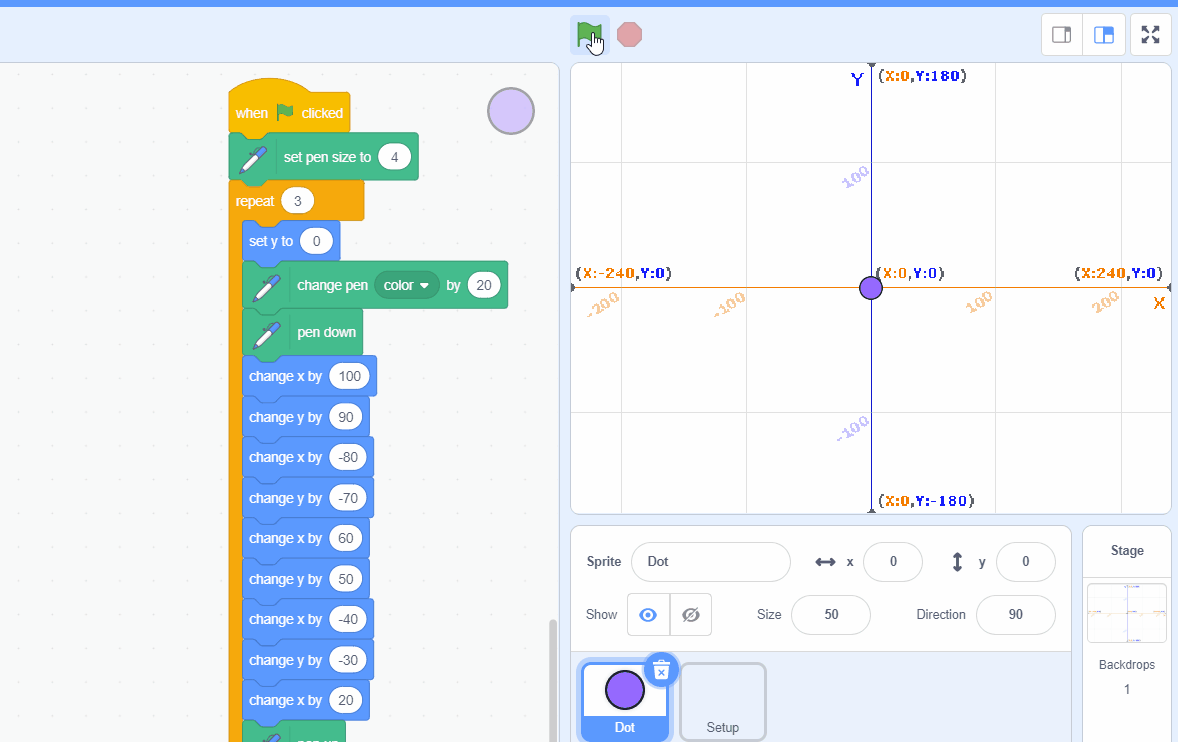 when clicked
set pen size to 4
repeat 3
set y to 0
change pen color by 20
pen down
change x by 100
change y by 90
change x by -80
change y by -70
change x by 60
change y by 50
change x by -40
change y by -30
change x by 20
Y (X:0,Y:180)
100
(X:-240,Y:0) (X:0,Y:0) (X:240,Y:0)
-200 -100 100 200 X
-100
(X:0,Y:-180)
Sprite Dot x 0 y 0
Show Size 50 Direction 90
Dot
Setup
Stage
Backdrops
1